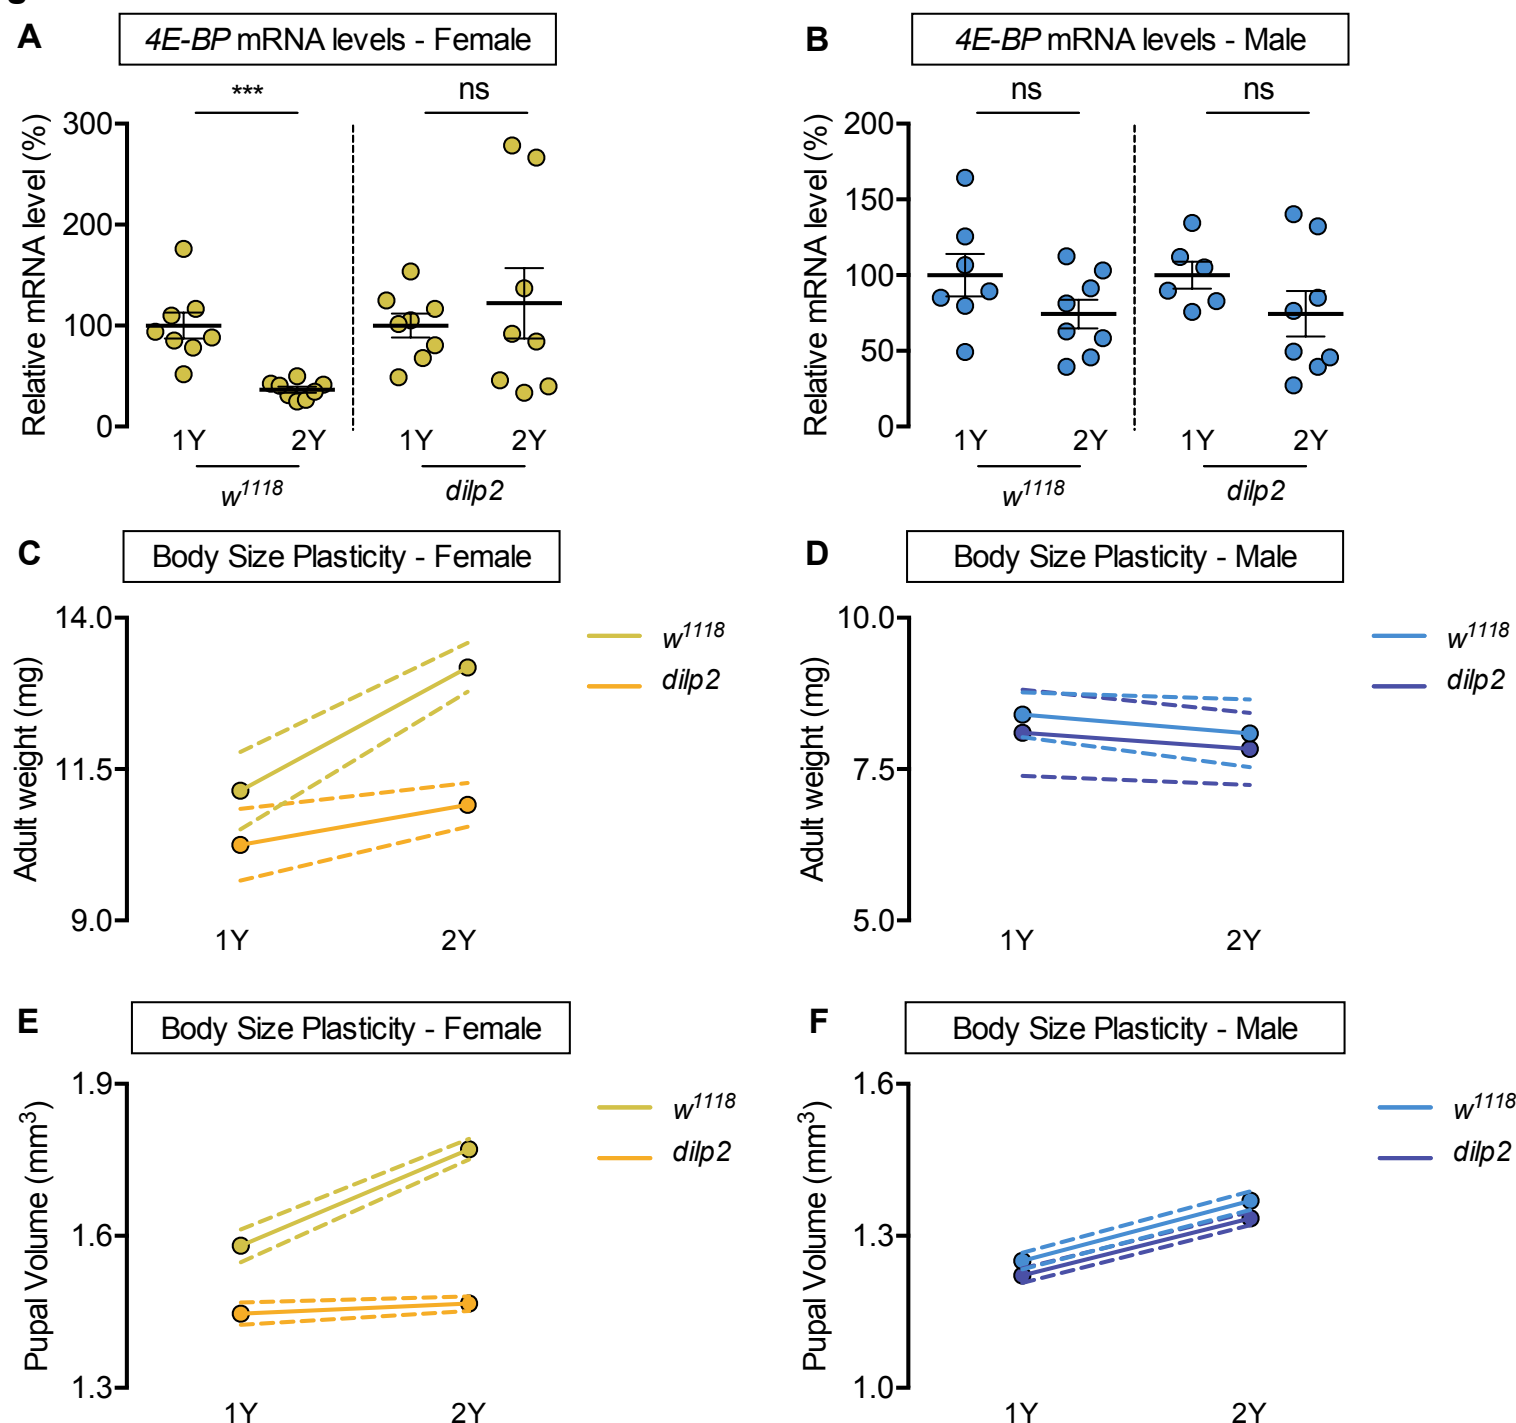 A
4E-BP mRNA levels - Female
*** ns
Relative mRNA level (%)
300
200
100
0
1Y 2Y 1Y 2Y
w1118 dilp2
B
4E-BP mRNA levels - Male
ns ns
Relative mRNA level (%)
200
150
100
50
0
1Y 2Y 1Y 2Y
w1118 dilp2
C
Body Size Plasticity - Female
Adult weight (mg)
14.0
11.5
9.0
1Y 2Y
w1118
dilp2
D
Body Size Plasticity - Male
Adult weight (mg)
10.0
7.5
5.0
1Y 2Y
w1118
dilp2
E
Body Size Plasticity - Female
Pupal Volume (mm3)
1.9
1.6
1.3
1Y 2Y
w1118
dilp2
F
Body Size Plasticity - Male
Pupal Volume (mm3)
1.6
1.3
1.0
1Y 2Y
w1118
dilp2